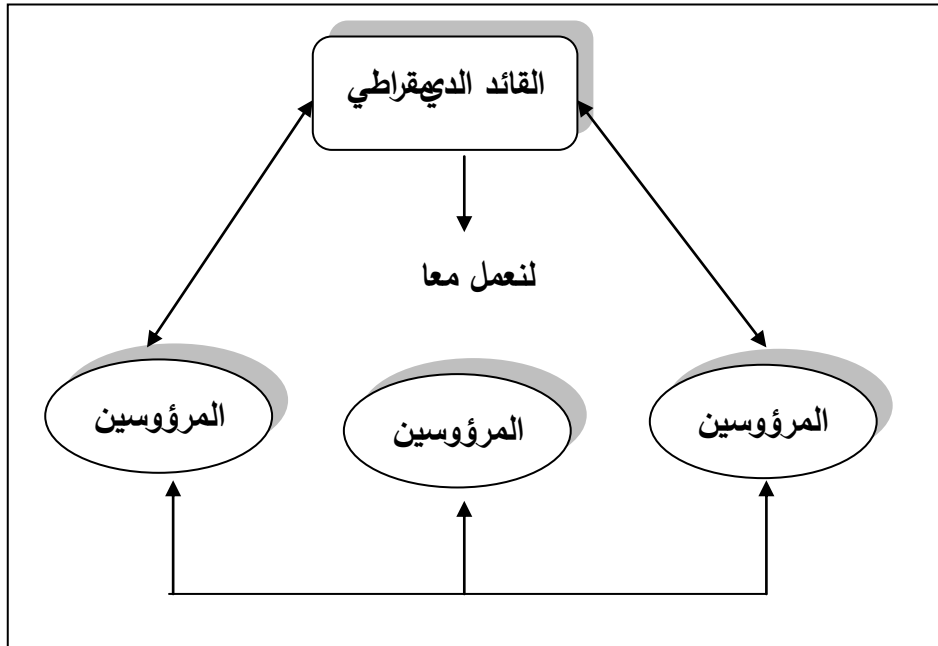 القائد الديمقراطي
لنعمل معا
المرؤوسين
المرؤوسين
المرؤوسين